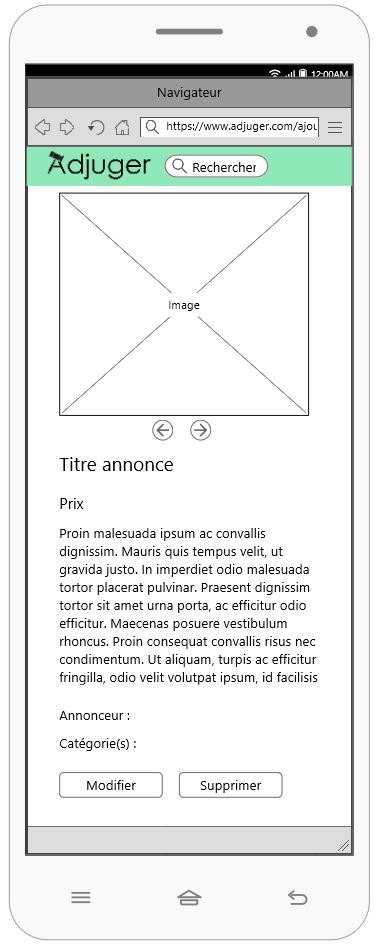 12:00AM
Navigateur
https://www.adjuger.com/ajou
Adjuger
Rechercher
Image
Titre annonce
Prix
Proin malesuada ipsum ac convallis
dignissim. Mauris quis tempus velit, ut
gravida justo. In imperdiet odio malesuada
tortor placerat pulvinar. Praesent dignissim
tortor sit amet urna porta, ac efficitur odio
efficitur. Maecenas posuere vestibulum
rhoncus. Proin consequat convallis risus nec
condimentum. Ut aliquam, turpis ac efficitur
fringilla, odio velit volutpat ipsum, id facilisis
Annonceur :
Catégorie(s) :
Modifier
Supprimer